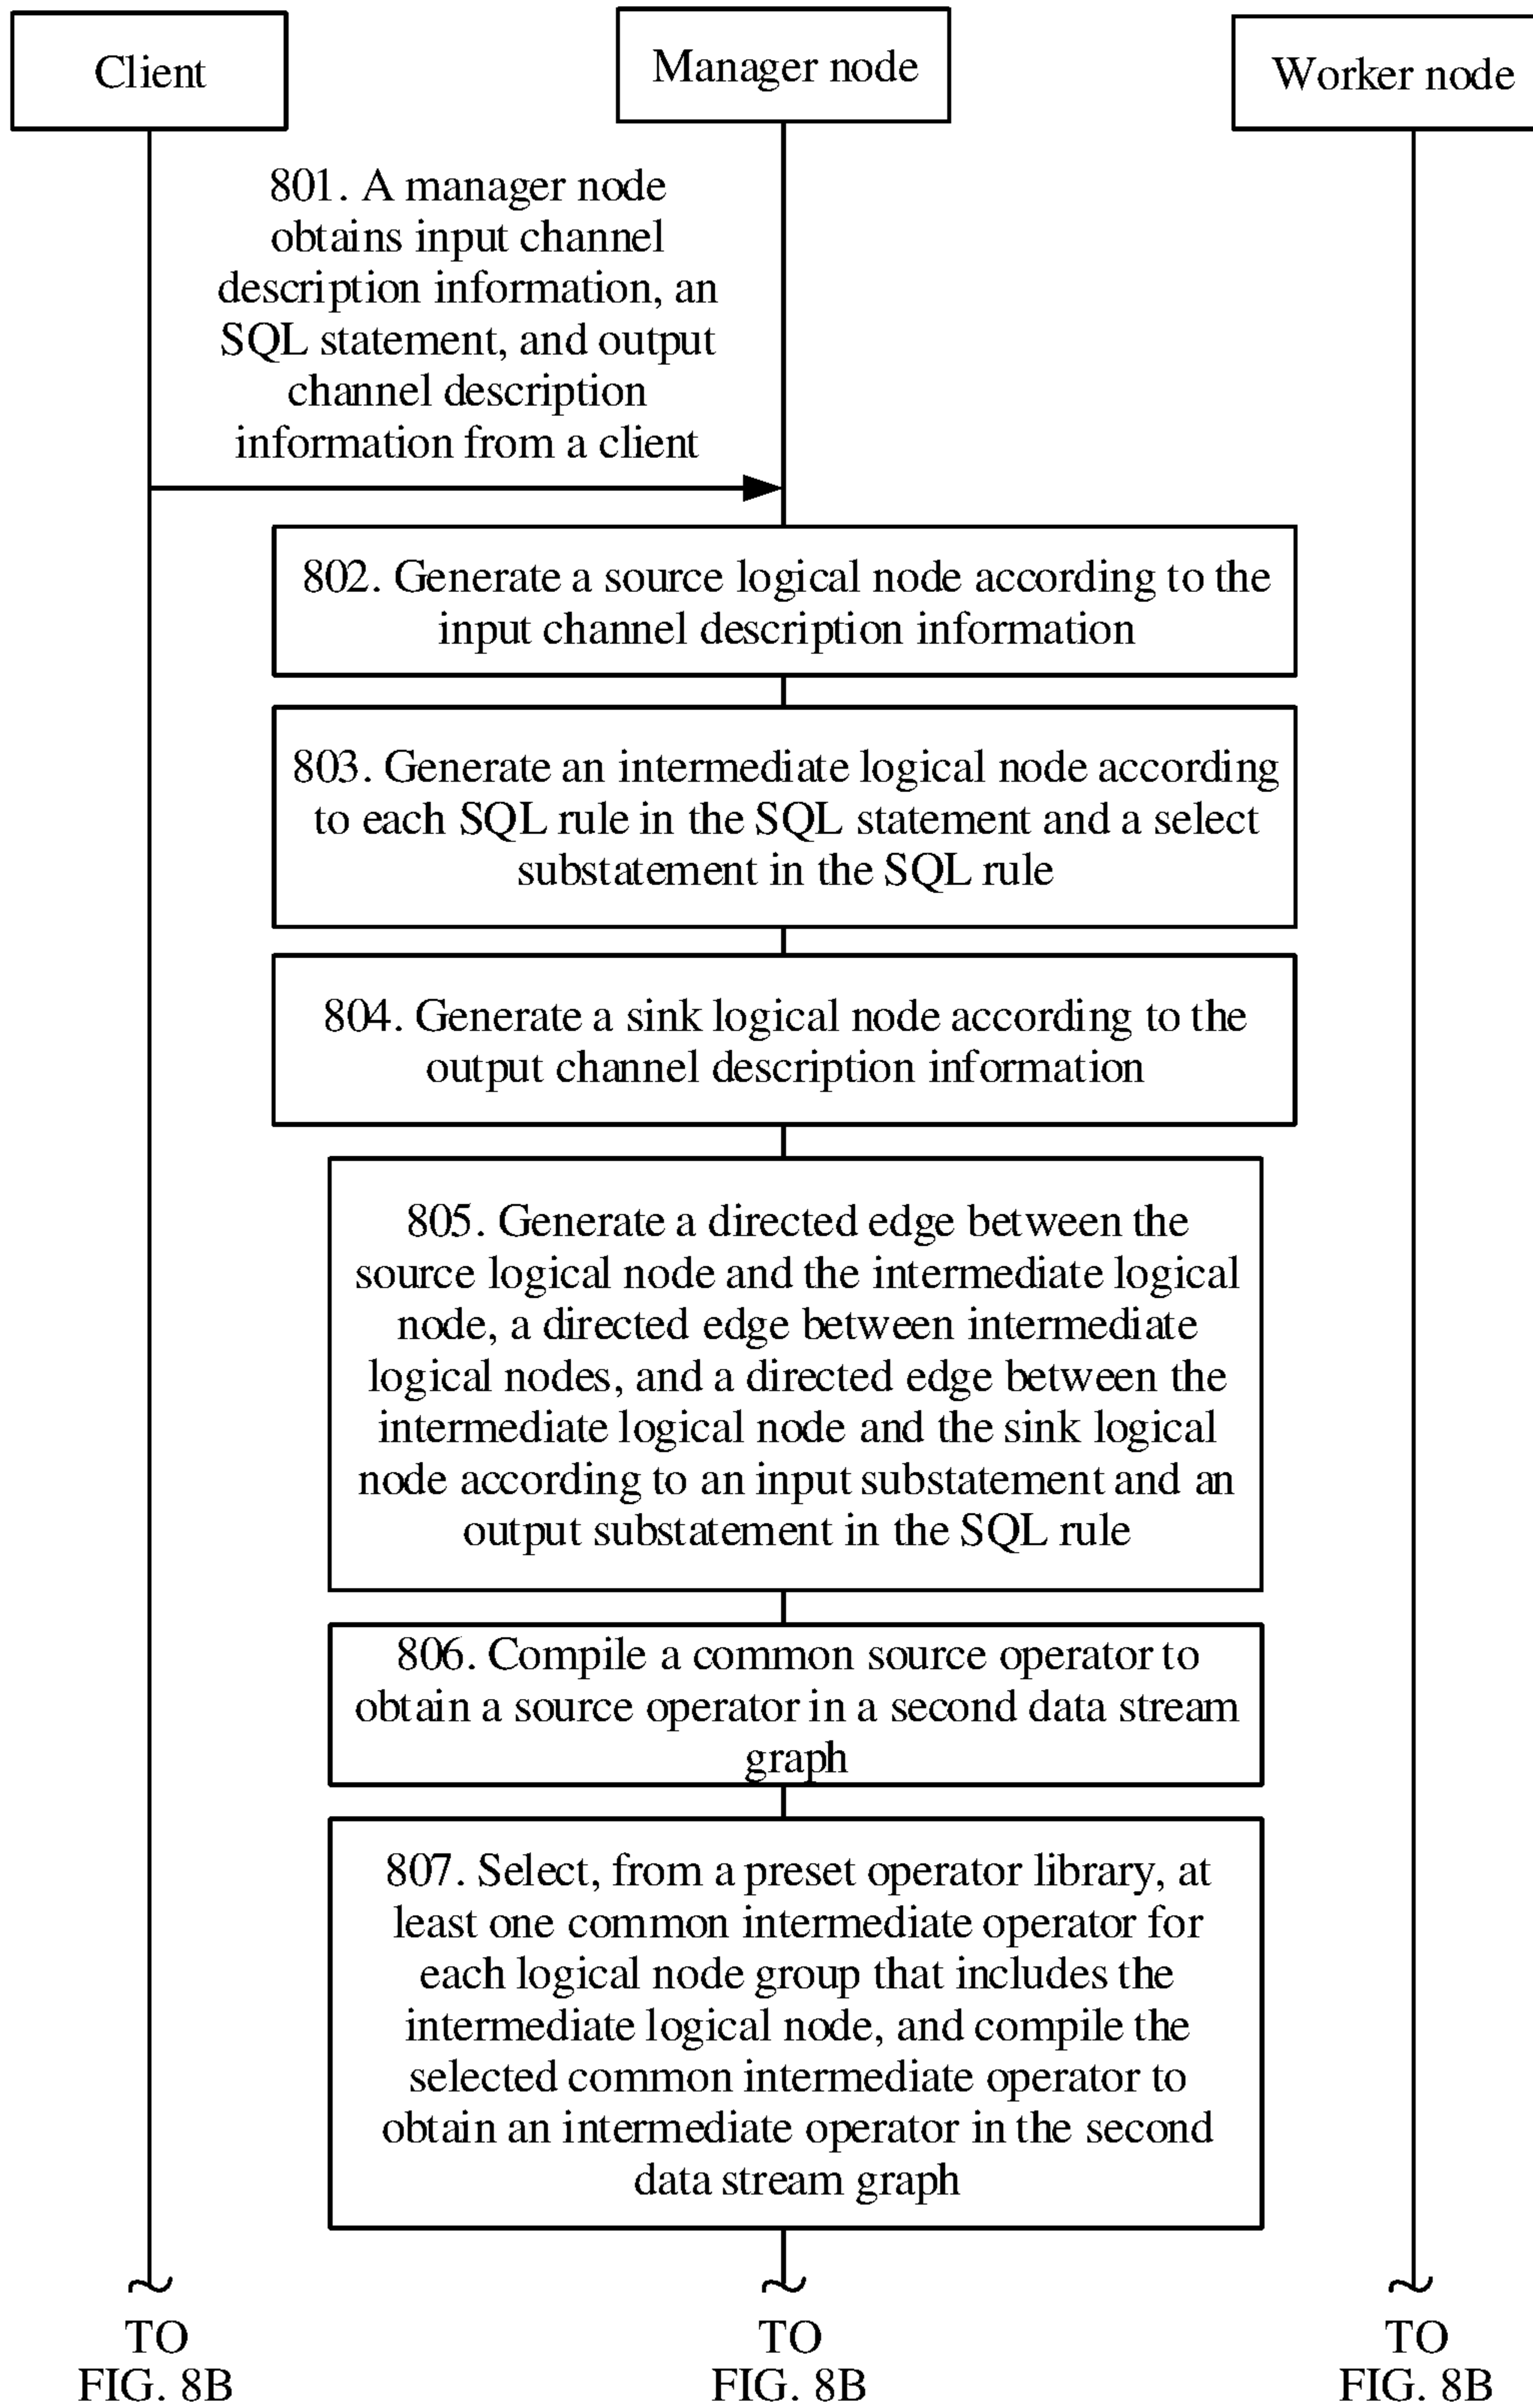 Client
Manager node
Worker node
801. A manager node
obtains input channel
description information, an
SQL statement, and output
channel description
information from a client
802. Generate a source logical node according to the
input channel description information
803. Generate an intermediate logical node according
to each SQL rule in the SQL statement and a select
substatement in the SQL rule
804. Generate a sink logical node according to the
output channel description information
805. Generate a directed edge between the
source logical node and the intermediate logical
node, a directed edge between intermediate
logical nodes, and a directed edge between the
intermediate logical node and the sink logical
node according to an input substatement and an
output substatement in the SQL rule
806. Compile a common source operator to
obtain a source operator in a second data stream
graph
807. Select, from a preset operator library, at
least one common intermediate operator for
each logical node group that includes the
intermediate logical node, and compile the
selected common intermediate operator to
obtain an intermediate operator in the second
data stream graph
TO
FIG. 8B
TO
FIG. 8B
TO
FIG. 8B